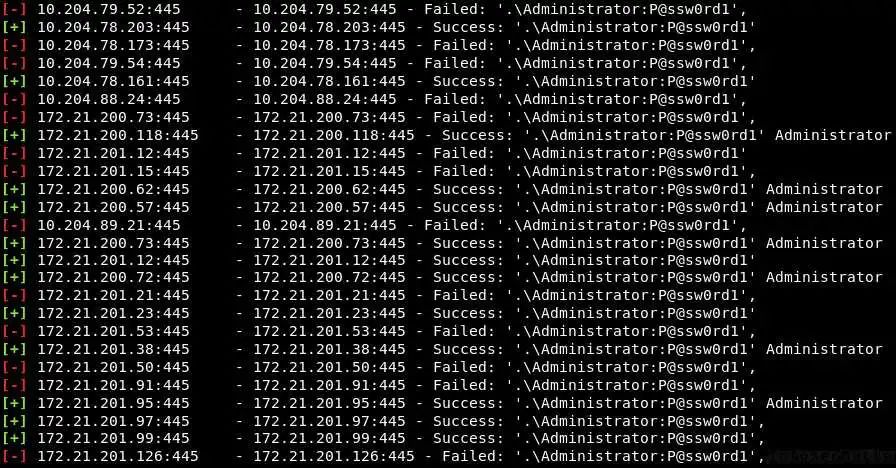 [-] 10.204.79.52:445 - 10.204.79.52:445 - Failed: '.\Administrator:P@ssw0rd1',
[+] 10.204.78.203:445 - 10.204.78.203:445 - Success: '.\Administrator:P@ssw0rd1'
[-] 10.204.78.173:445 - 10.204.78.173:445 - Failed: '.\Administrator:P@ssw0rd1',
[-] 10.204.79.54:445 - 10.204.79.54:445 - Failed: '.\Administrator:P@ssw0rd1',
[+] 10.204.78.161:445 - 10.204.78.161:445 - Success: '.\Administrator:P@ssw0rd1'
[-] 10.204.88.24:445 - 10.204.88.24:445 - Failed: '.\Administrator:P@ssw0rd1',
[-] 172.21.200.73:445 - 172.21.200.73:445 - Failed: '.\Administrator:P@ssw0rd1',
[+] 172.21.200.118:445 - 172.21.200.118:445 - Success: '.\Administrator:P@ssw0rd1' Administrator
[-] 172.21.201.12:445 - 172.21.201.12:445 - Failed: '.\Administrator:P@ssw0rd1'
[-] 172.21.201.15:445 - 172.21.201.15:445 - Failed: '.\Administrator:P@ssw0rd1',
[+] 172.21.200.62:445 - 172.21.200.62:445 - Success: '.\Administrator:P@ssw0rd1' Administrator
[+] 172.21.200.57:445 - 172.21.200.57:445 - Success: '.\Administrator:P@ssw0rd1' Administrator
[-] 10.204.89.21:445 - 10.204.89.21:445 - Failed: '.\Administrator:P@ssw0rd1',
[+] 172.21.200.73:445 - 172.21.200.73:445 - Success: '.\Administrator:P@ssw0rd1' Administrator
[+] 172.21.201.12:445 - 172.21.201.12:445 - Success: '.\Administrator:P@ssw0rd1'
[+] 172.21.200.72:445 - 172.21.200.72:445 - Success: '.\Administrator:P@ssw0rd1' Administrator
[-] 172.21.201.21:445 - 172.21.201.21:445 - Failed: '.\Administrator:P@ssw0rd1',
[+] 172.21.201.23:445 - 172.21.201.23:445 - Success: '.\Administrator:P@ssw0rd1'
[-] 172.21.201.53:445 - 172.21.201.53:445 - Failed: '.\Administrator:P@ssw0rd1',
[+] 172.21.201.38:445 - 172.21.201.38:445 - Success: '.\Administrator:P@ssw0rd1' Administrator
[-] 172.21.201.50:445 - 172.21.201.50:445 - Failed: '.\Administrator:P@ssw0rd1',
[-] 172.21.201.91:445 - 172.21.201.91:445 - Failed: '.\Administrator:P@ssw0rd1',
[+] 172.21.201.95:445 - 172.21.201.95:445 - Success: '.\Administrator:P@ssw0rd1' Administrator
[+] 172.21.201.97:445 - 172.21.201.97:445 - Success: '.\Administrator:P@ssw0rd1',
[+] 172.21.201.99:445 - 172.21.201.99:445 - Success: '.\Administrator:P@ssw0rd1',
[-] 172.21.201.126:445 - 172.21.201.126:445 - Failed: '.\Administrator:P@ssw0rd1',